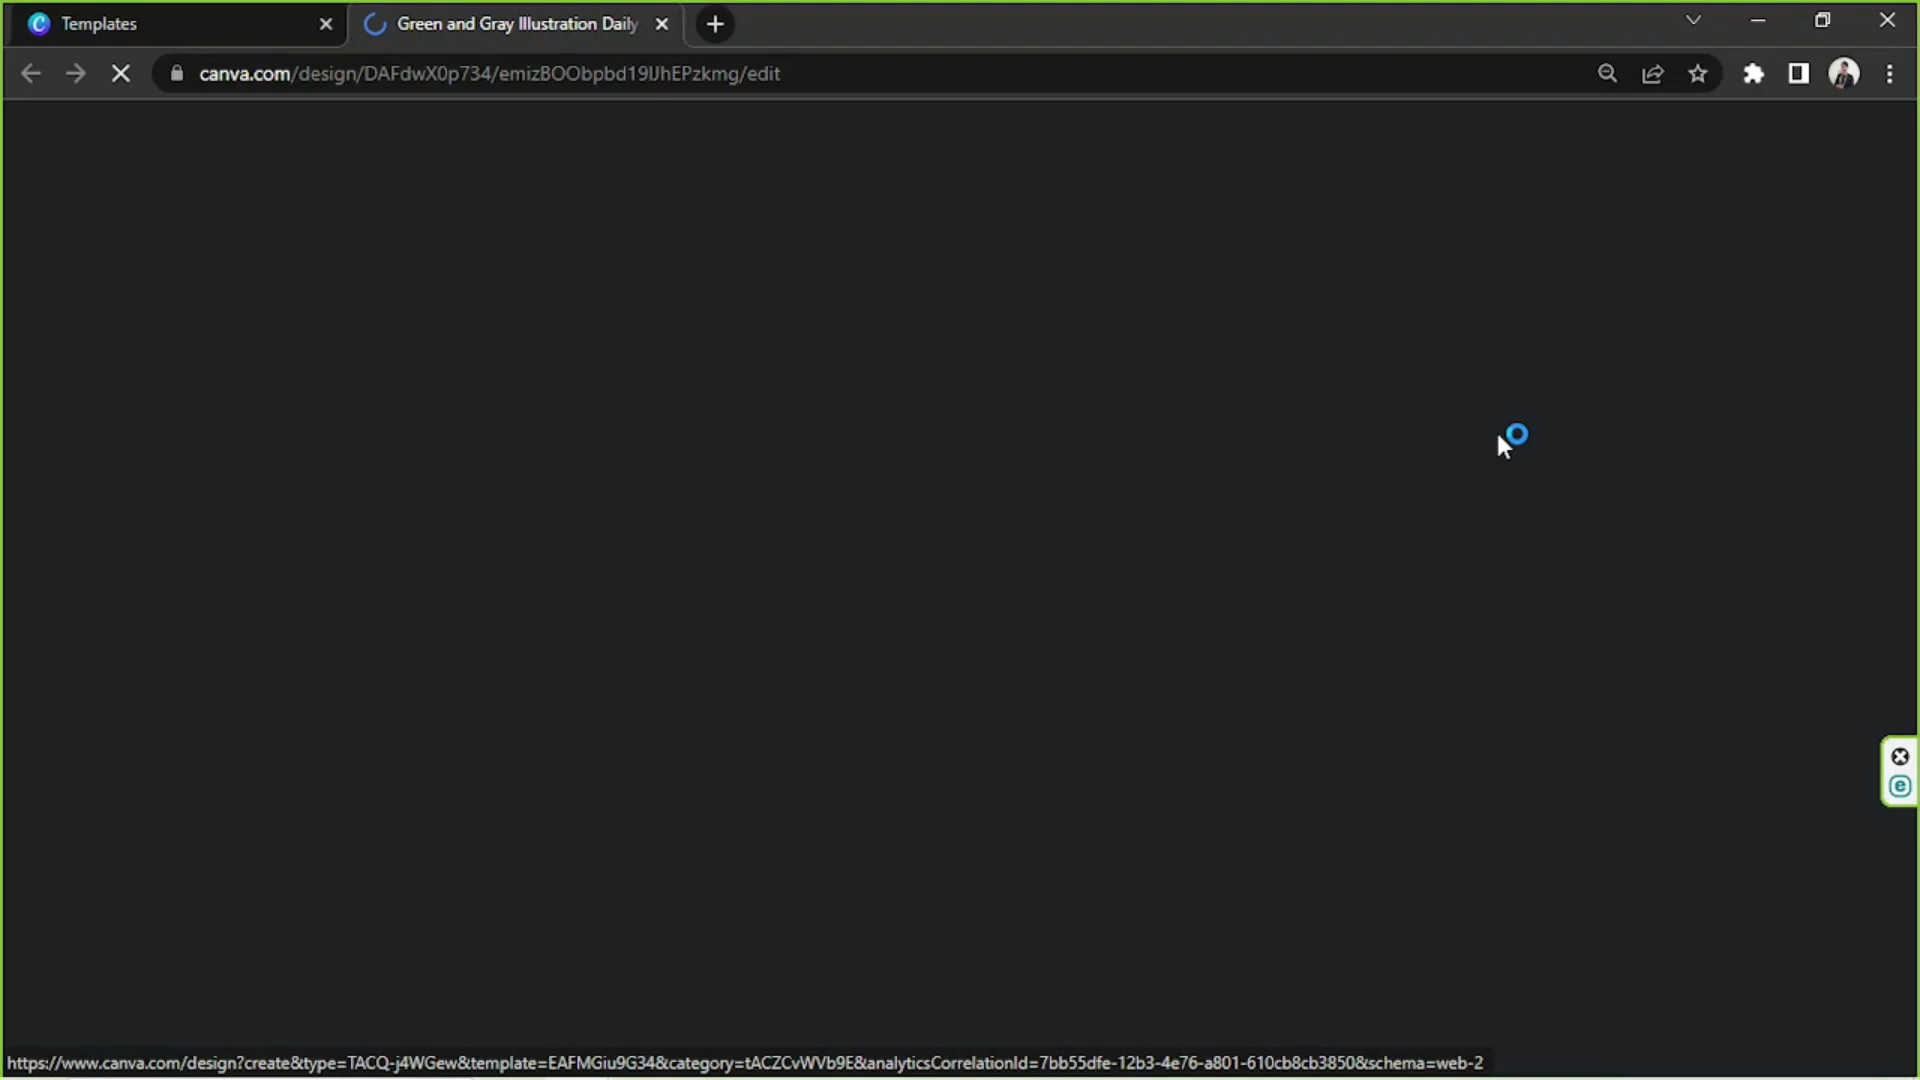 Templates
Green and Gray Illustration Daily
canva.com/design/DAFdwX0p734/emizBOObpbd19UhEPzkmg/edit
https://www.canva.com/design?create&type=TACQ-j4WGew&template=EAFMGiu9G34&category=tACZCvWVb9E&analyticsCorrelationId=7bb55dfe-12b3-4e76-a801-610cb8cb3850&schema=web-2